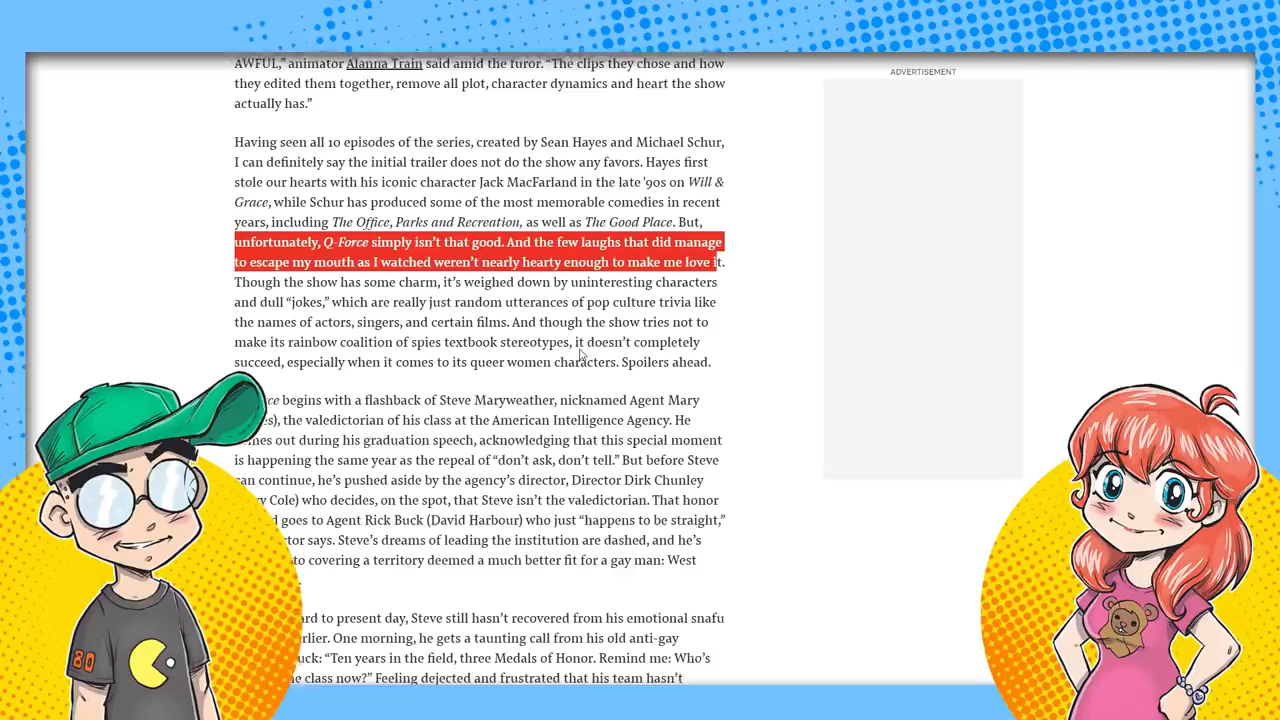 AWFUL,” animator Alanna Train said amid the furor. “The clips they chose and how
they edited them together, remove all plot, character dynamics and heart the show
actually has.”
ADVERTISEMENT
Having seen all 10 episodes of the series, created by Sean Hayes and Michael Schur,
I can definitely say the initial trailer does not do the show any favors. Hayes first
stole our hearts with his iconic character Jack MacFarland in the late ’90s on Will &
Grace, while Schur has produced some of the most memorable comedies in recent
years, including The Office, Parks and Recreation, as well as The Good Place. But,
unfortunately, Q-Force simply isn’t that good. And the few laughs that did manage
to escape my mouth as I watched weren’t nearly hearty enough to make me love it.
Though the show has some charm, it’s weighed down by uninteresting characters
and dull “jokes,” which are really just random utterances of pop culture trivia like
the names of actors, singers, and certain films. And though the show tries not to
make its rainbow coalition of spies textbook stereotypes, it doesn’t completely
succeed, especially when it comes to its queer women characters. Spoilers ahead.
begins with a flashback of Steve Maryweather, nicknamed Agent Mary
the valedictorian of his class at the American Intelligence Agency. He
out during his graduation speech, acknowledging that this special moment
is happening the same year as the repeal of “don’t ask, don’t tell.” But before Steve
can continue, he’s pushed aside by the agency’s director, Director Dirk Chunley
Cole) who decides, on the spot, that Steve isn’t the valedictorian. That honor
goes to Agent Rick Buck (David Harbour) who just “happens to be straight,”
says. Steve’s dreams of leading the institution are dashed, and he’s
to covering a territory deemed a much better fit for a gay man: West
to present day, Steve still hasn’t recovered from his emotional snafu
One morning, he gets a taunting call from his old anti-gay
“Ten years in the field, three Medals of Honor. Remind me: Who’s
class now?” Feeling dejected and frustrated that his team hasn’t
80